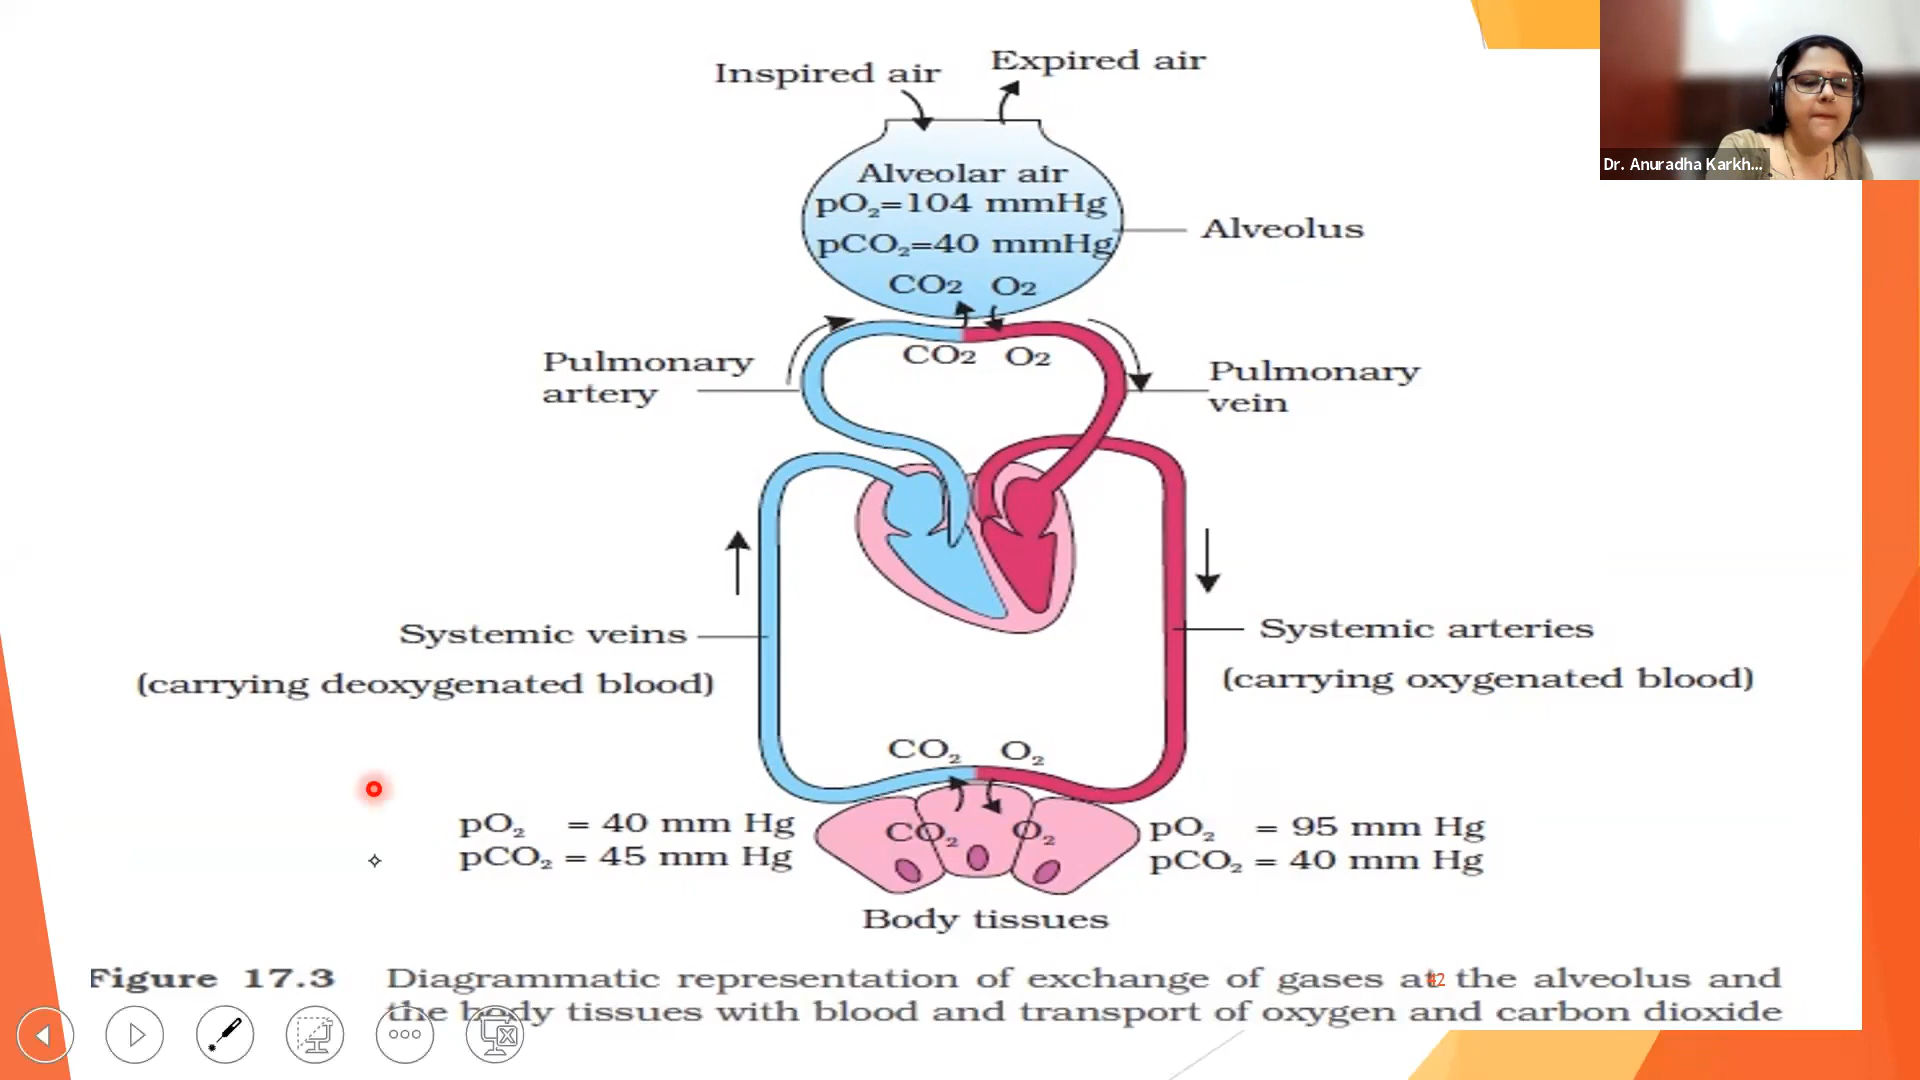 Inspired air
Expired air
Dr. Anuradha Karkh...
Alveolar air
pO₂=104 mmHg
pCO₂=40 mmHg
Alveolus
CO2 O2
CO2 O2
Pulmonary
artery
Pulmonary
vein
Systemic veins
(carrying deoxygenated blood)
Systemic arteries
(carrying oxygenated blood)
CO₂ O₂
CO₂ O₂
pO₂ = 40 mm Hg
pCO₂ = 45 mm Hg
pO₂ = 95 mm Hg
pCO₂ = 40 mm Hg
Body tissues
Figure 17.3 Diagrammatic representation of exchange of gases at the alveolus and
the body tissues with blood and transport of oxygen and carbon dioxide
42